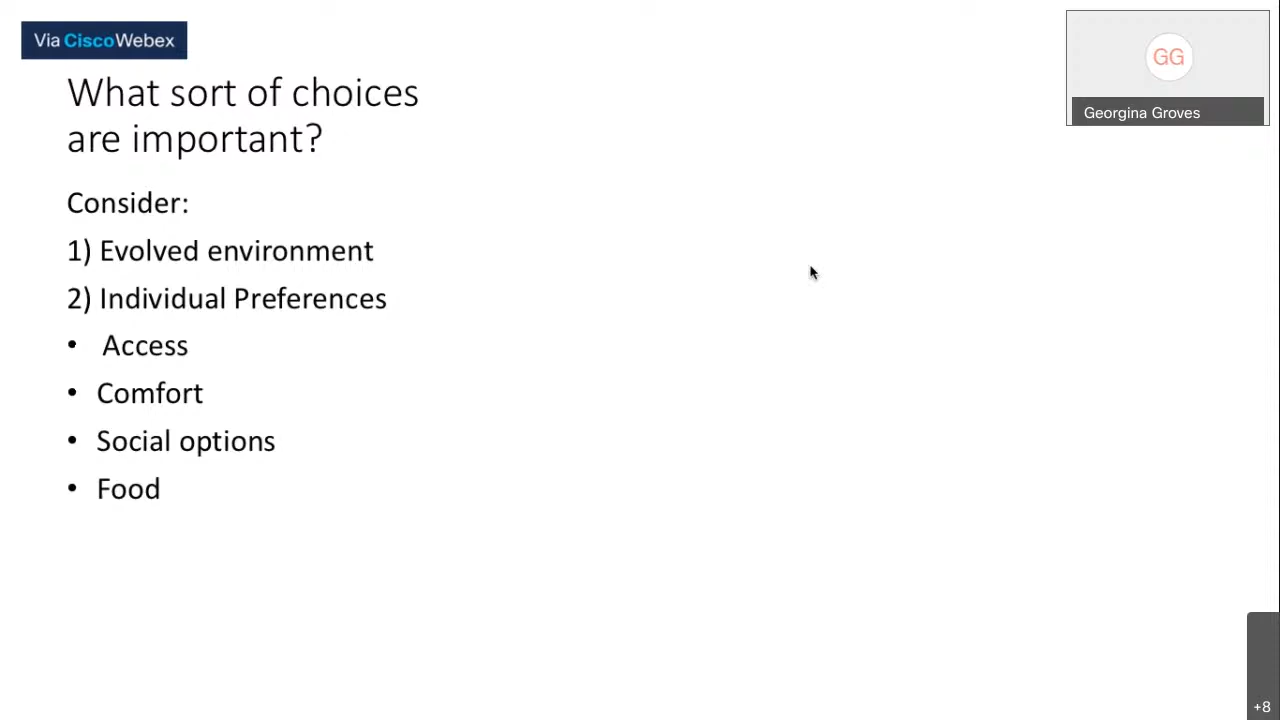 Via CiscoWebex
GG
Georgina Groves
What sort of choices
are important?
Consider:
1) Evolved environment
2) Individual Preferences
• Access
• Comfort
• Social options
• Food
+8